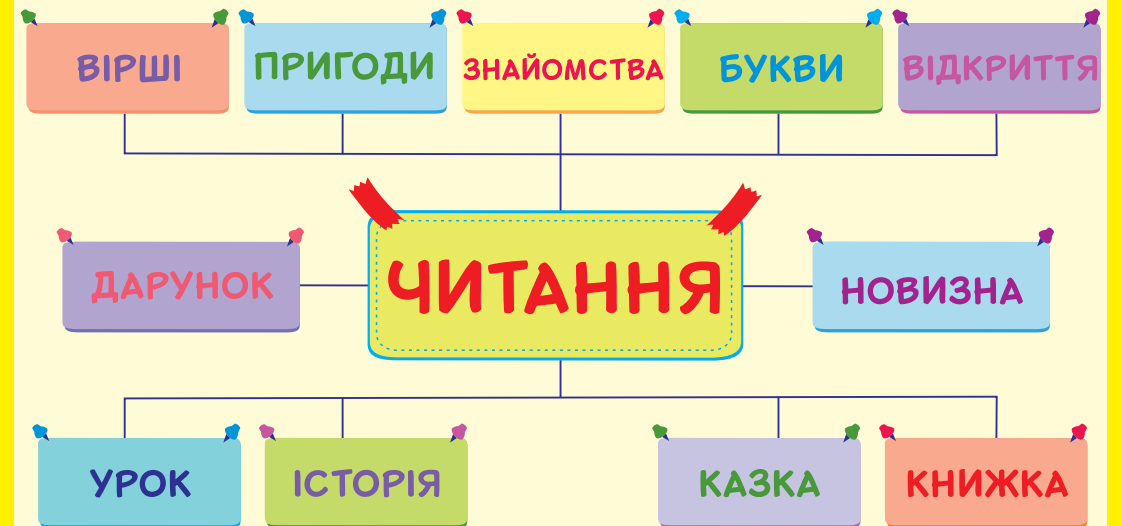 ВІРШІ
ПРИГОДИ
ЗНАЙОМСТВА
БУКВИ
ВІДКРИТТЯ
ДАРУНОК
ЧИТАННЯ
НОВИЗНА
УРОК
ІСТОРІЯ
КАЗКА
КНИЖКА